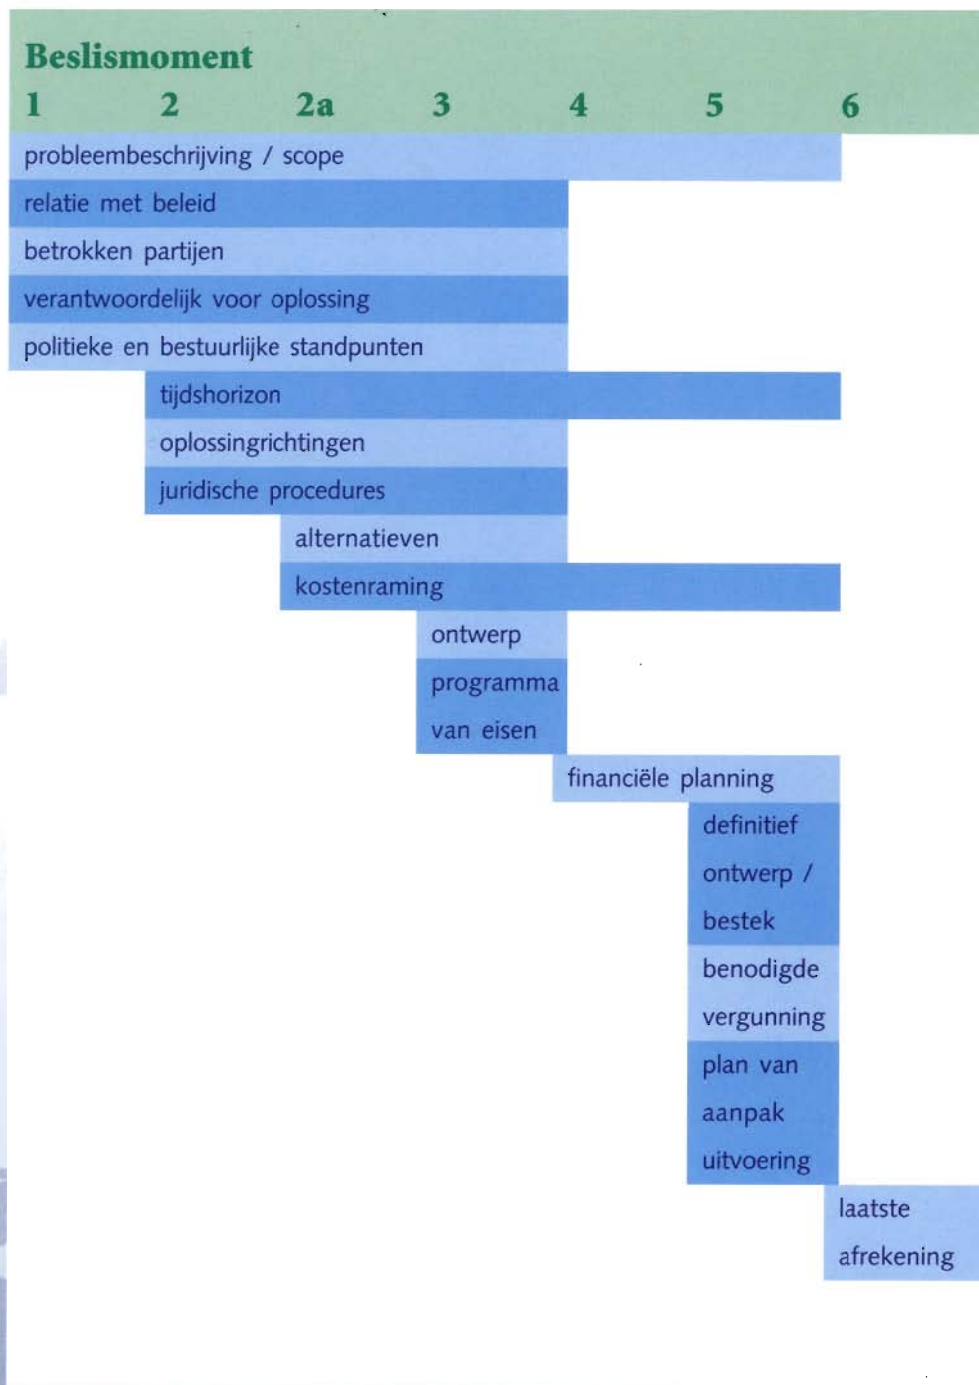 Beslismoment
1 2 2a 3 4 5 6
probleembeschrijving / scope
relatie met beleid
betrokken partijen
verantwoordelijk voor oplossing
politieke en bestuurlijke standpunten
tijdshorizon
oplossingrichtingen
juridische procedures
alternatieven
kostenraming
ontwerp
programma
van eisen
financiële planning
definitief
ontwerp /
bestek
benodigde
vergunning
plan van
aanpak
uitvoering
laatste
afrekening